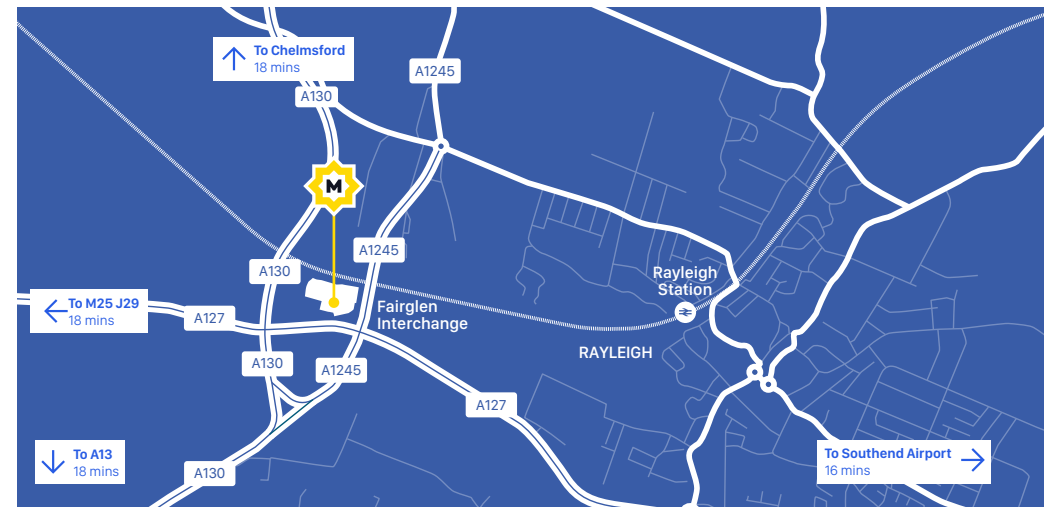 To Chelmsford
18 mins
A1245
A130
M
A1245
A130
Rayleigh
Station
To M25 J29
18 mins
Fairglen
Interchange
A127
RAYLEIGH
A130
A1245
A127
To A13
18 mins
To Southend Airport
16 mins
A130